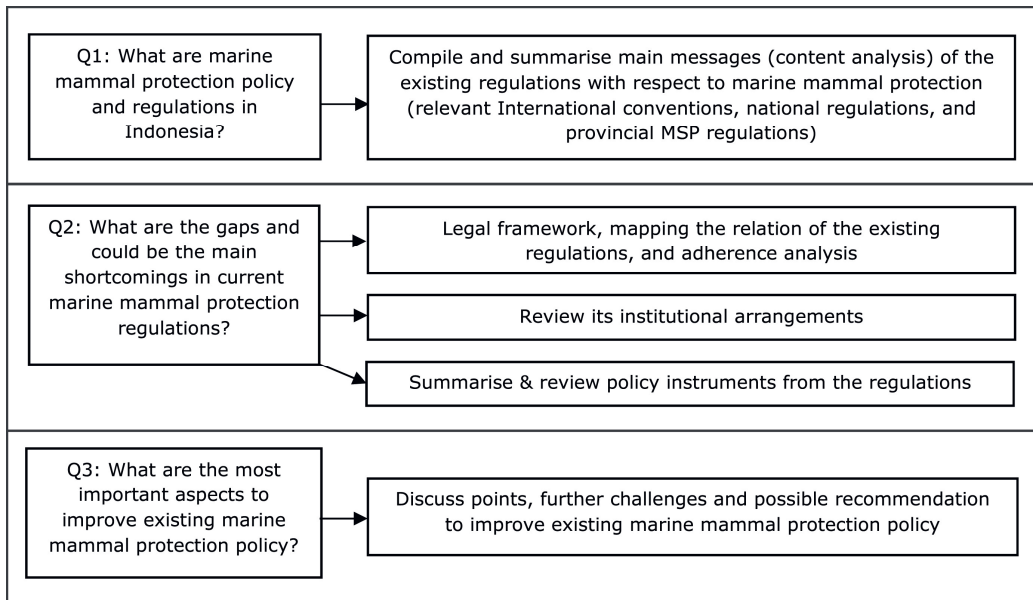 Q1: What are marine
mammal protection policy
and regulations in
Indonesia?
Compile and summarise main messages (content analysis) of the
existing regulations with respect to marine mammal protection
(relevant International conventions, national regulations, and
provincial MSP regulations)
Q2: What are the gaps and
could be the main
shortcomings in current
marine mammal protection
regulations?
Legal framework, mapping the relation of the existing
regulations, and adherence analysis
Review its institutional arrangements
Summarise & review policy instruments from the regulations
Q3: What are the most
important aspects to
improve existing marine
mammal protection policy?
Discuss points, further challenges and possible recommendation
to improve existing marine mammal protection policy